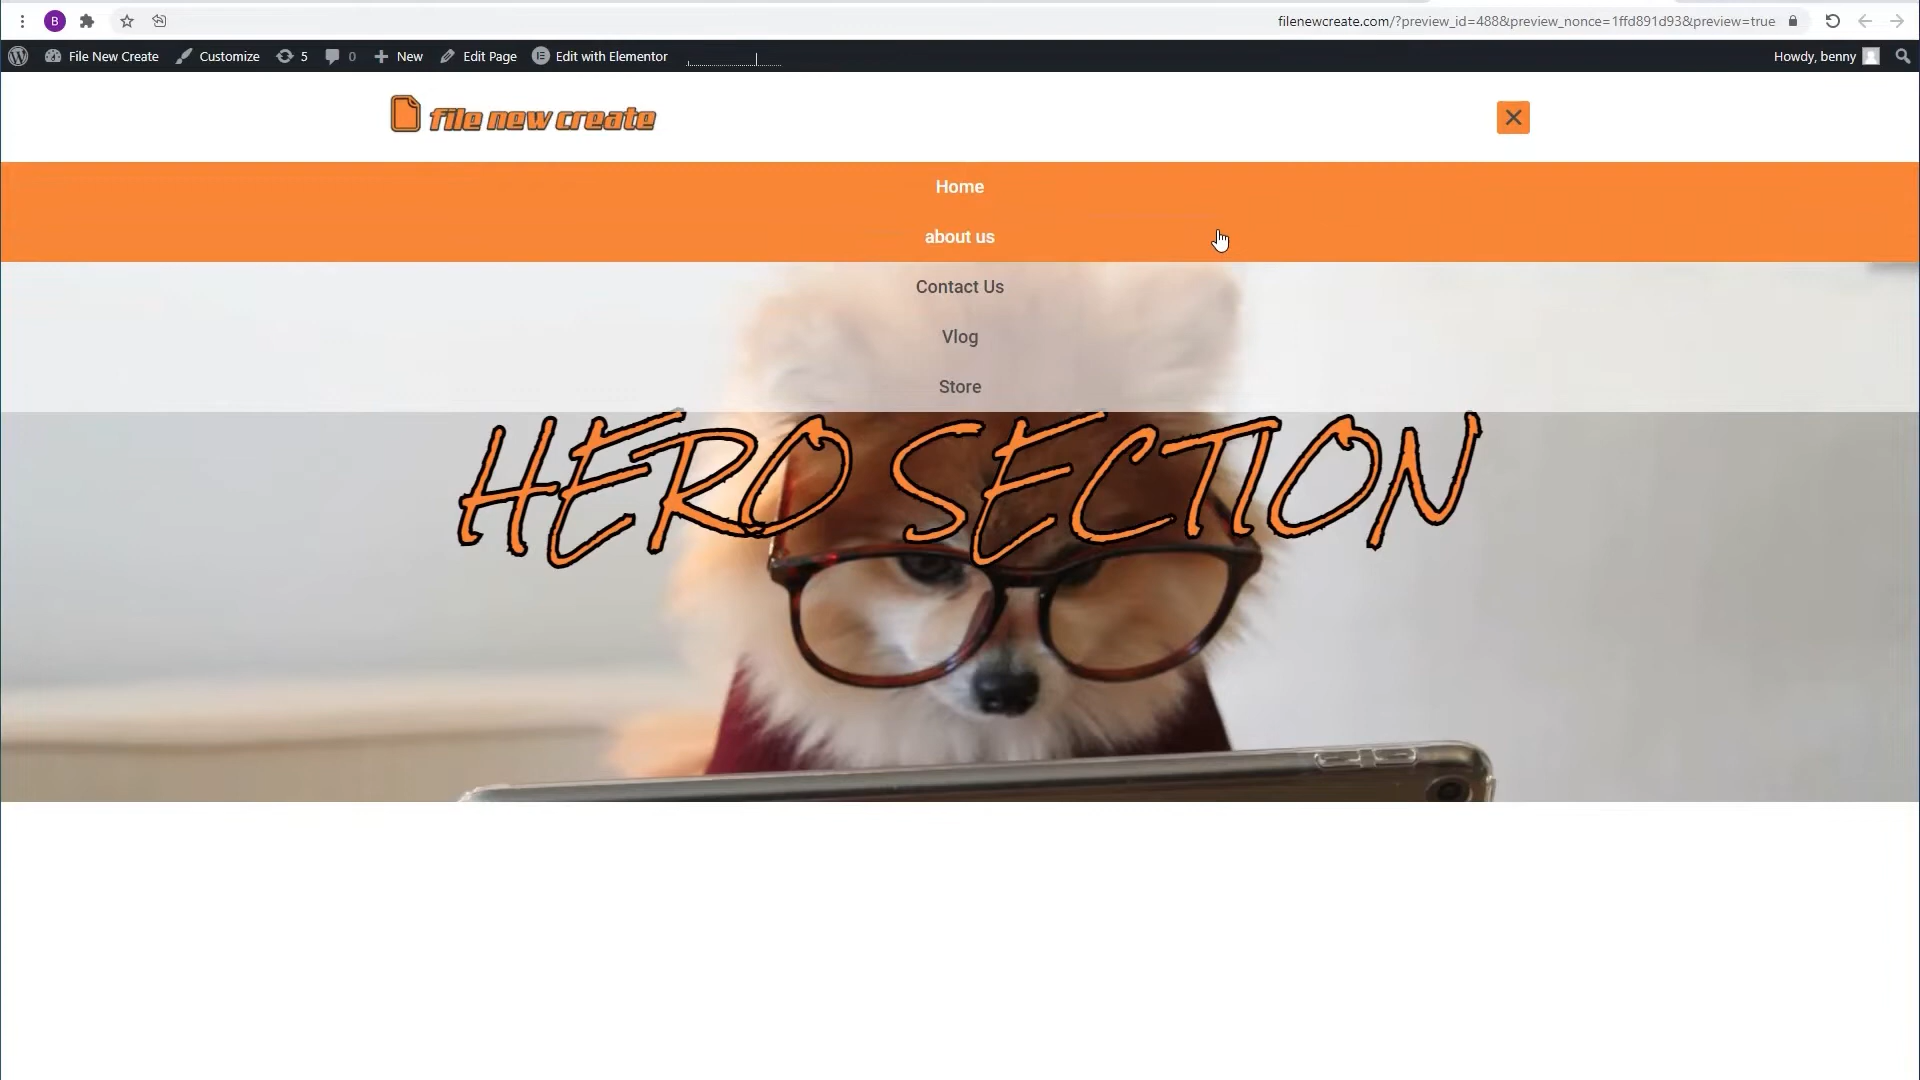 B
filenewcreate.com/?preview_id=488&preview_nonce=1ffd891d93&preview=true
File New Create
Customize
5
0
New
Edit Page
Edit with Elementor
Howdy, benny
file new create
Home
about us
Contact Us
Vlog
Store
HERO SECTION